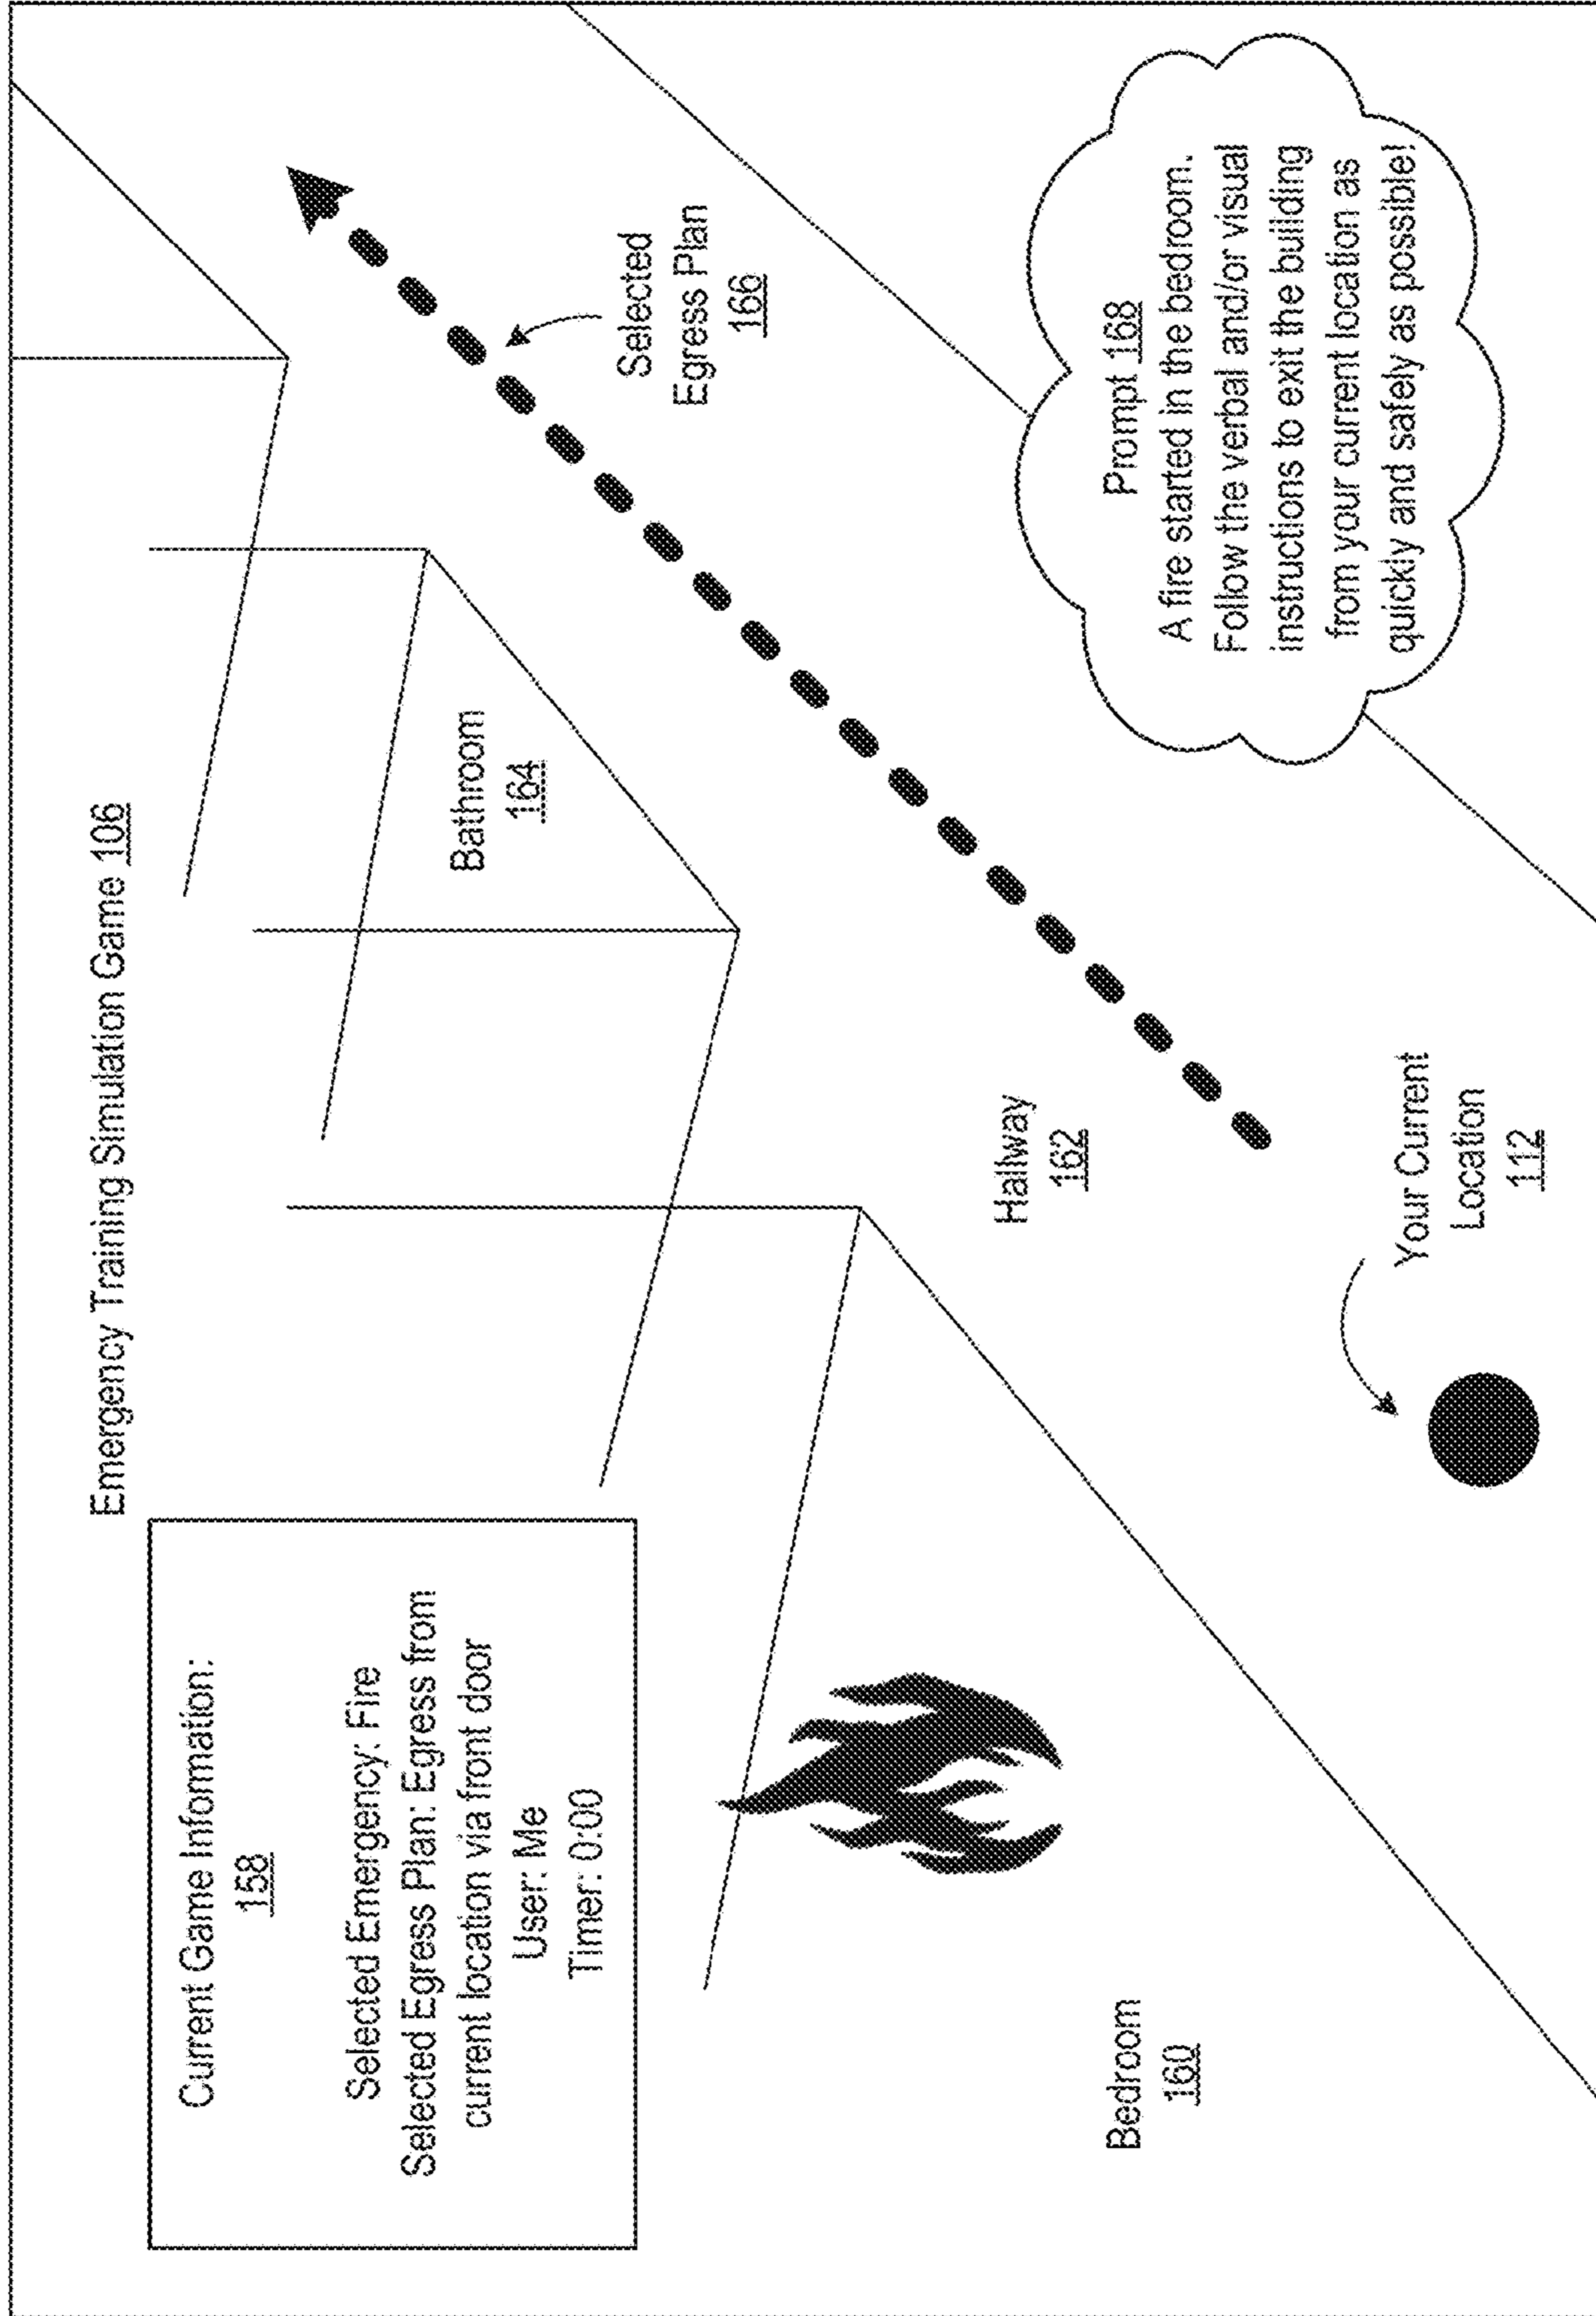 Emergency Training Simulation Game 106
Current Game Information:
158
Selected Emergency: Fire
Selected Egress Plan: Egress from
current location via front door
User: Me
Timer: 0:00
Bathroom
164
Selected
Egress Plan
166
Bedroom
160
Hallway
162
Your Current
Location
112
Prompt 168
A fire started in the bedroom.
Follow the verbal and/or visual
instructions to exit the building
from your current location as
quickly and safely as possible!